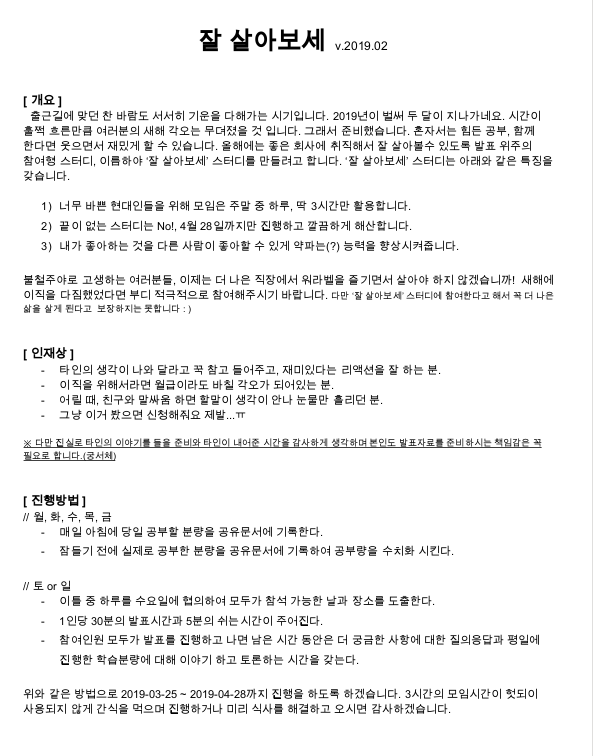 잘 살아보세 v.2019.02
[ 개요 ]
출근길에 맞던 찬 바람도 서서히 기운을 다해가는 시기입니다. 2019년이 벌써 두 달이 지나가네요. 시간이
훌쩍 흐른만큼 여러분의 새해 각오는 무뎌졌을 것 입니다. 그래서 준비했습니다. 혼자서는 힘든 공부, 함께
한다면 웃으면서 재밌게 할 수 있습니다. 올해에는 좋은 회사에 취직해서 잘 살아볼수 있도록 발표 위주의
참여형 스터디, 이름하야 '잘 살아보세' 스터디를 만들려고 합니다. '잘 살아보세' 스터디는 아래와 같은 특징을
갖습니다.
1) 너무 바쁜 현대인들을 위해 모임은 주말 중 하루, 딱 3시간만 활용합니다.
2) 끝이 없는 스터디는 No!, 4월 28일까지만 진행하고 깔끔하게 해산합니다.
3) 내가 좋아하는 것을 다른 사람이 좋아할 수 있게 약파는(?) 능력을 향상시켜줍니다.
불철주야로 고생하는 여러분들, 이제는 더 나은 직장에서 워라밸을 즐기면서 살아야 하지 않겠습니까! 새해에
이직을 다짐했었다면 부디 적극적으로 참여해주시기 바랍니다. 다만 '잘 살아보세' 스터디에 참여한다고 해서 꼭 더 나은
삶을 살게 된다고 보장하지는 못합니다 : )
[ 인재상 ]
- 타인의 생각이 나와 달라고 꾹 참고 들어주고, 재미있다는 리액션을 잘 하는 분.
- 이직을 위해서라면 월급이라도 바칠 각오가 되어있는 분.
- 어릴 때, 친구와 말싸움 하면 할말이 생각이 안나 눈물만 흘리던 분.
- 그냥 이거 봤으면 신청해줘요 제발...ㅠ
※ 다만 진실로 타인의 이야기를 들을 준비와 타인이 내어준 시간을 감사하게 생각하며 본인도 발표자료를 준비하시는 책임감은 꼭
필요로 합니다.(궁서체)
[ 진행방법 ]
// 월, 화, 수, 목, 금
- 매일 아침에 당일 공부할 분량을 공유문서에 기록한다.
- 잠들기 전에 실제로 공부한 분량을 공유문서에 기록하여 공부량을 수치화 시킨다.
// 토 or 일
- 이틀 중 하루를 수요일에 협의하여 모두가 참석 가능한 날과 장소를 도출한다.
- 1인당 30분의 발표시간과 5분의 쉬는시간이 주어진다.
- 참여인원 모두가 발표를 진행하고 나면 남은 시간 동안은 더 궁금한 사항에 대한 질의응답과 평일에
진행한 학습분량에 대해 이야기 하고 토론하는 시간을 갖는다.
위와 같은 방법으로 2019-03-25 ~ 2019-04-28까지 진행을 하도록 하겠습니다. 3시간의 모임시간이 헛되이
사용되지 않게 간식을 먹으며 진행하거나 미리 식사를 해결하고 오시면 감사하겠습니다.